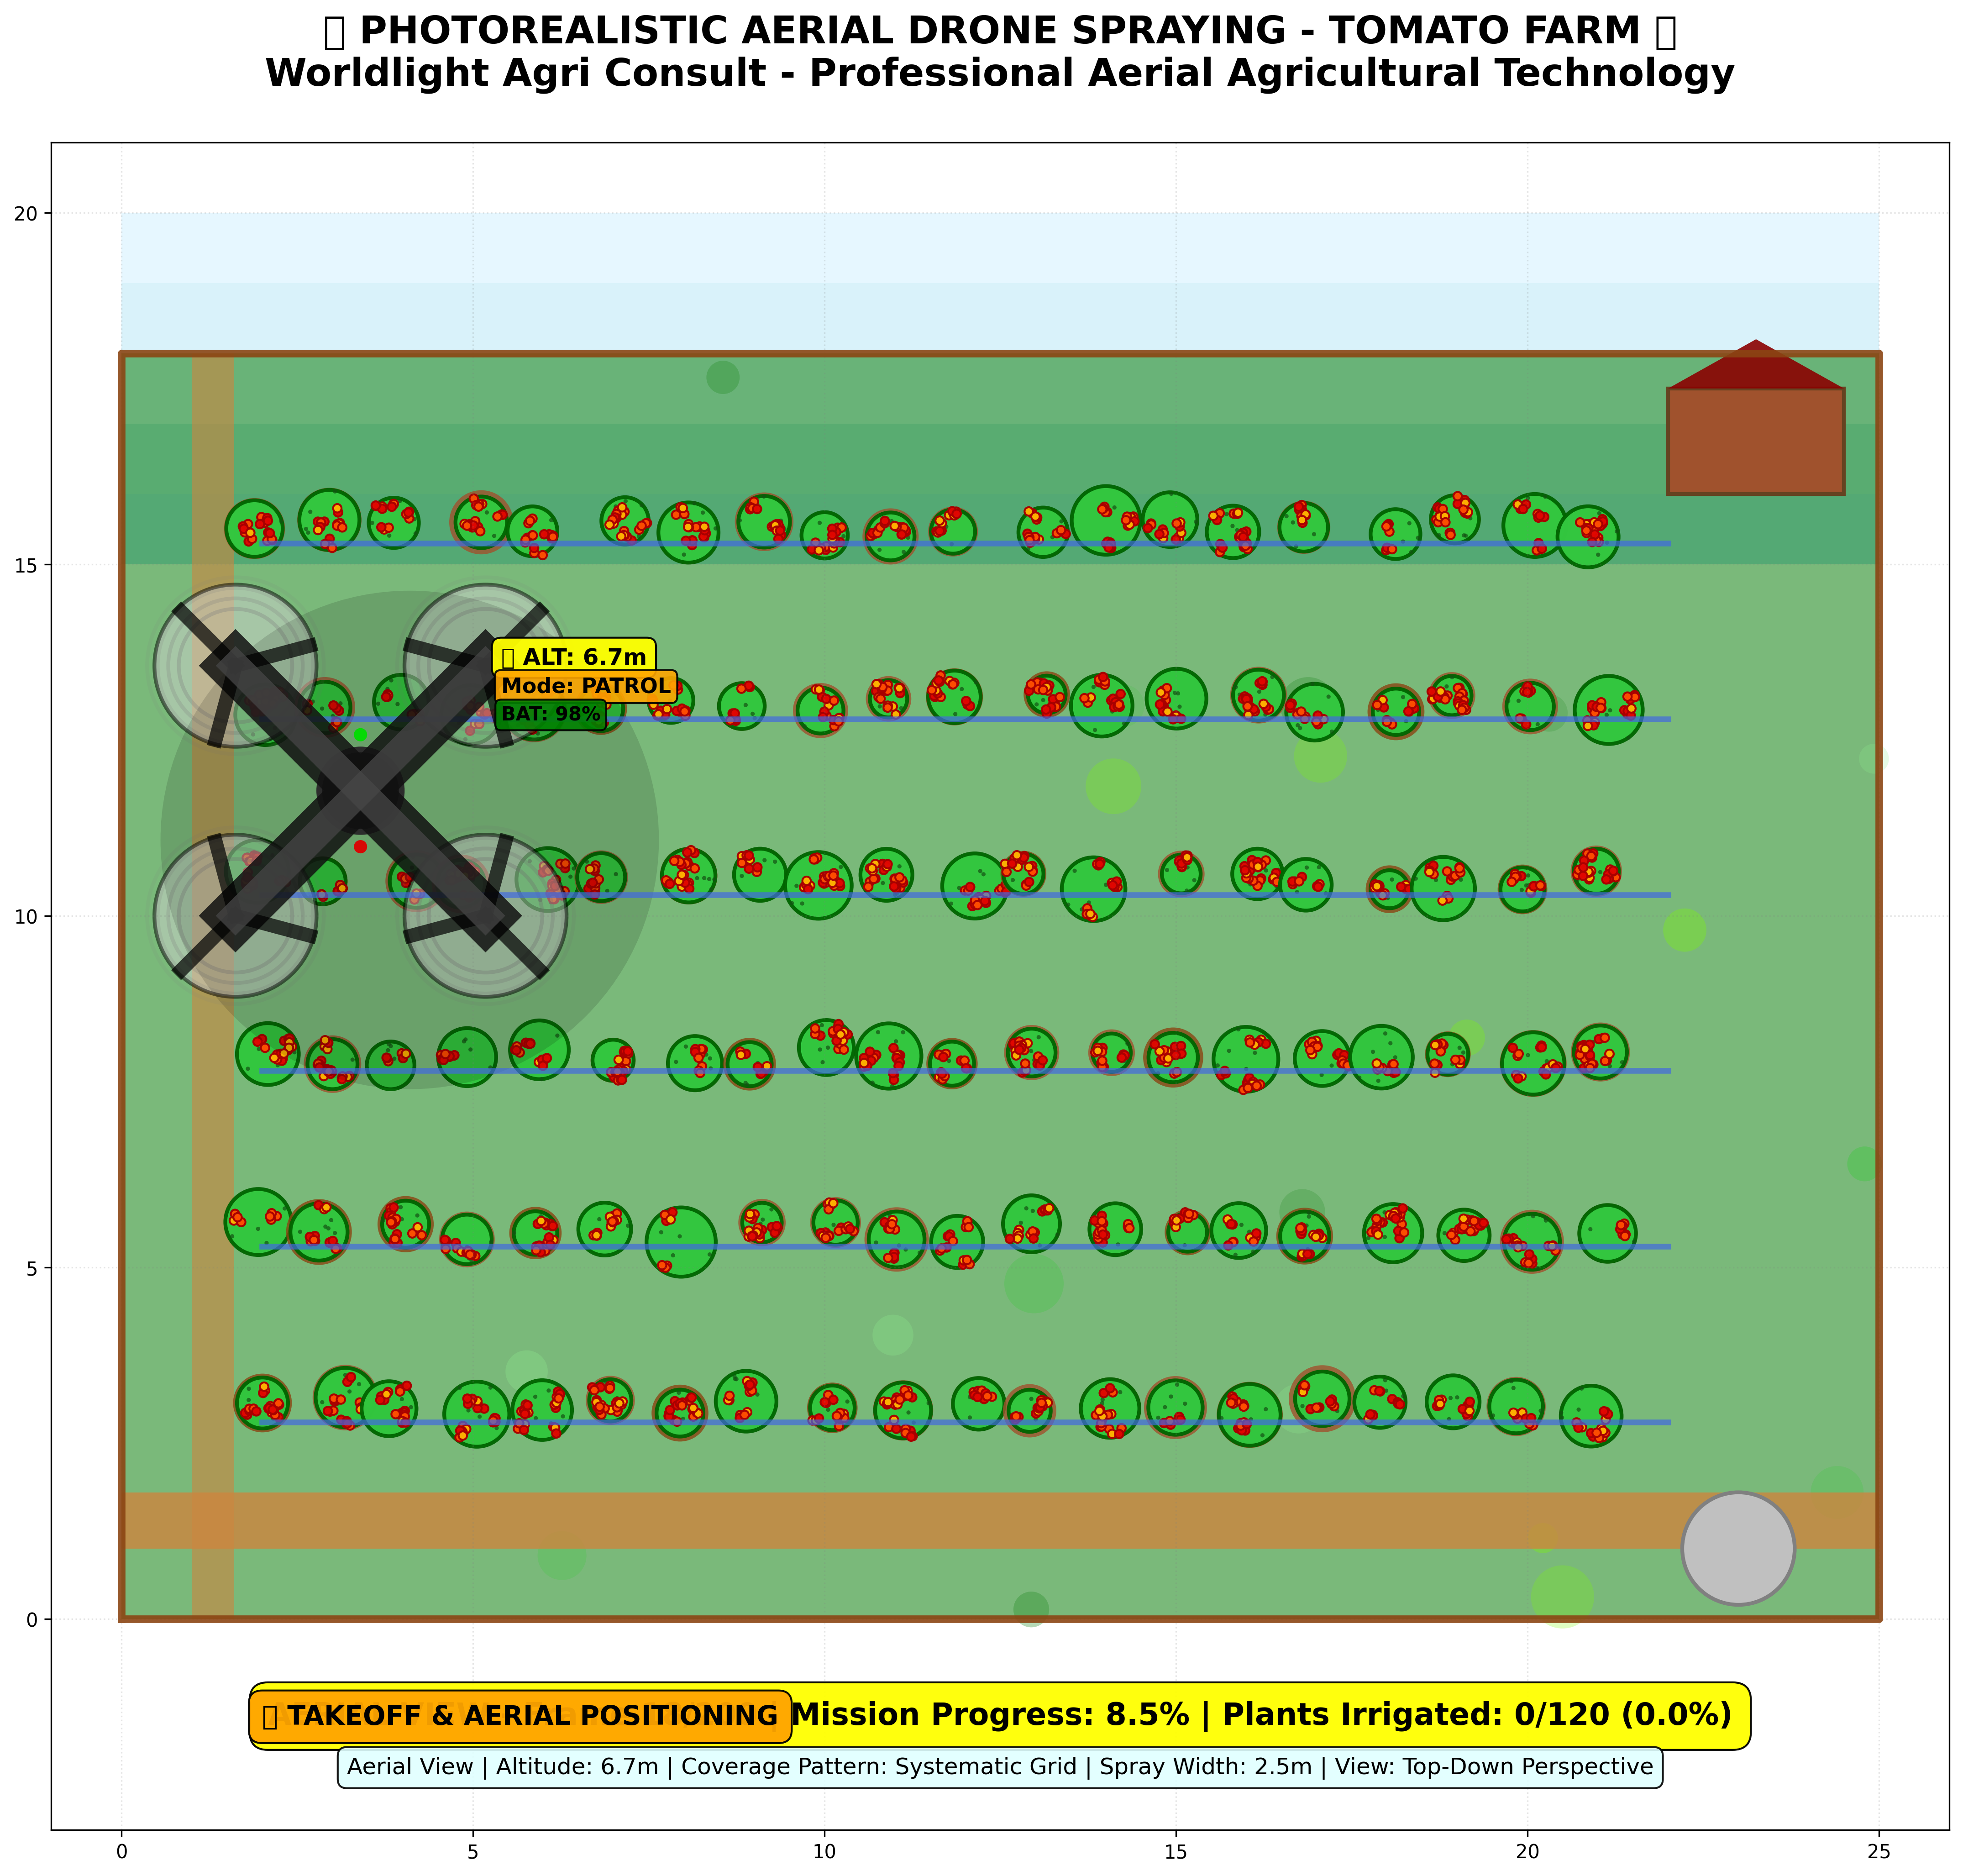 PHOTOREALISTIC AERIAL DRONE SPRAYING - TOMATO FARM
Worldlight Agri Consult - Professional Aerial Agricultural Technology
20
15
10
5
0
ALT: 6.7m
Mode: PATROL
BAT: 98%
TAKEOFF & AERIAL POSITIONING
Mission Progress: 8.5% | Plants Irrigated: 0/120 (0.0%)
Aerial View | Altitude: 6.7m | Coverage Pattern: Systematic Grid | Spray Width: 2.5m | View: Top-Down Perspective
0
5
10
15
20
25